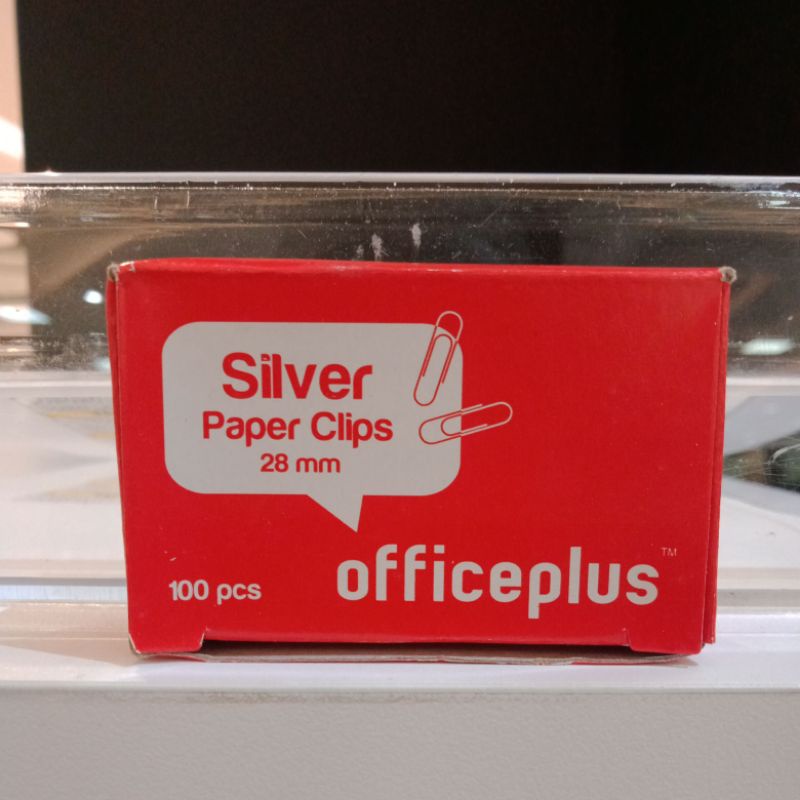 Silver
Paper Clips
28 mm
100 pcs
officeplus™